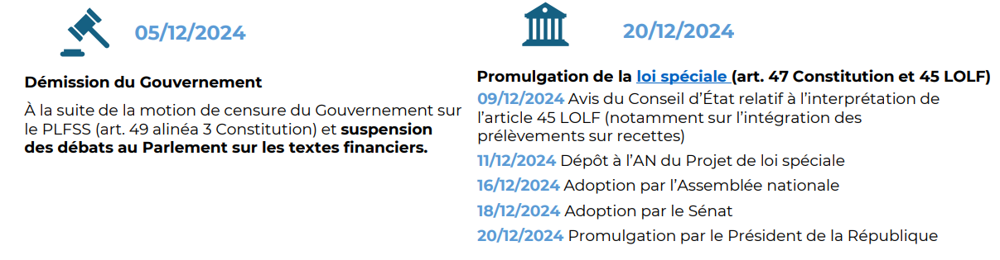 05/12/2024
Démission du Gouvernement
À la suite de la motion de censure du Gouvernement sur
le PLFSS (art. 49 alinéa 3 Constitution) et suspension
des débats au Parlement sur les textes financiers.
20/12/2024
Promulgation de la loi spéciale (art. 47 Constitution et 45 LOLF)
09/12/2024 Avis du Conseil d’État relatif à l’interprétation de
l’article 45 LOLF (notamment sur l’intégration des
prélèvements sur recettes)
11/12/2024 Dépôt à l’AN du Projet de loi spéciale
16/12/2024 Adoption par l’Assemblée nationale
18/12/2024 Adoption par le Sénat
20/12/2024 Promulgation par le Président de la République